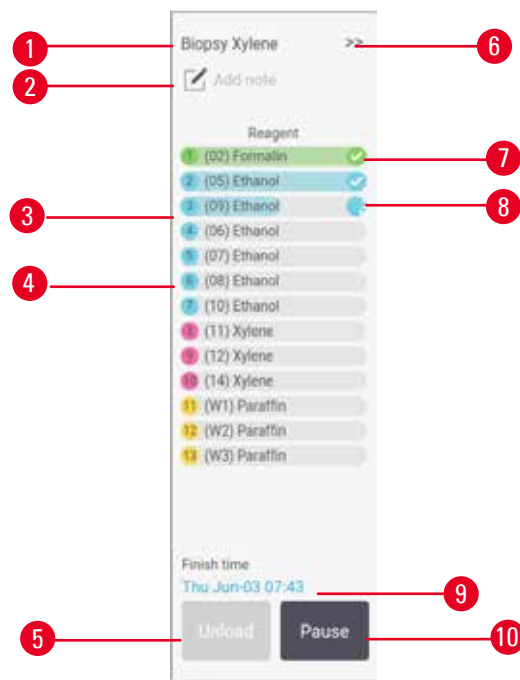 1 Biopsy Xylene >> 6
2 Add note
Reagent
1 (02) Formalin 7
2 (05) Ethanol
3 3 (09) Ethanol 8
4 (06) Ethanol
5 (07) Ethanol
4 6 (08) Ethanol
7 (10) Ethanol
8 (11) Xylene
9 (12) Xylene
10 (14) Xylene
11 (W1) Paraffin
12 (W2) Paraffin
13 (W3) Paraffin
Finish time
Thu Jun-03 07:43 9
5 Unload Pause 10